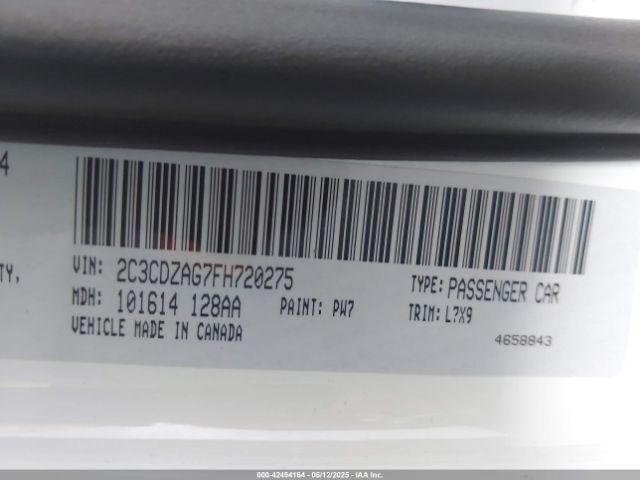 4
TY,
VIN: 2C3CDZAG7FH720275
TYPE: PASSENGER CAR
MDH: 101614 128AA
PAINT: PW7
TRIM: L?X9
VEHICLE MADE IN CANADA
4658843
000-42494164 - 06/12/2025 - IAA Inc.